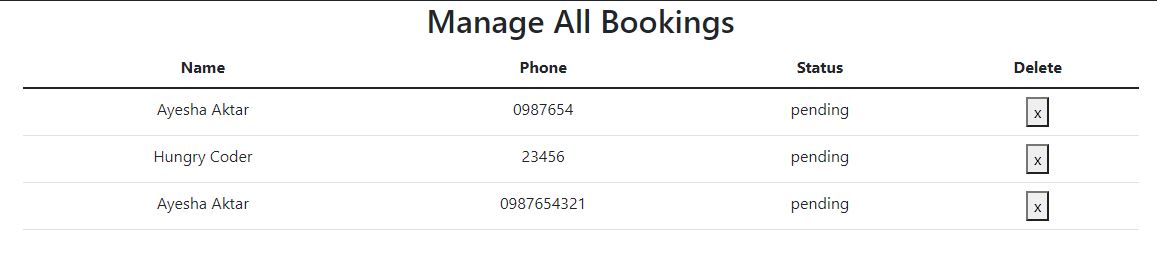 Manage All Bookings
Name Phone Status Delete
Ayesha Aktar 0987654 pending x
Hungry Coder 23456 pending x
Ayesha Aktar 0987654321 pending x